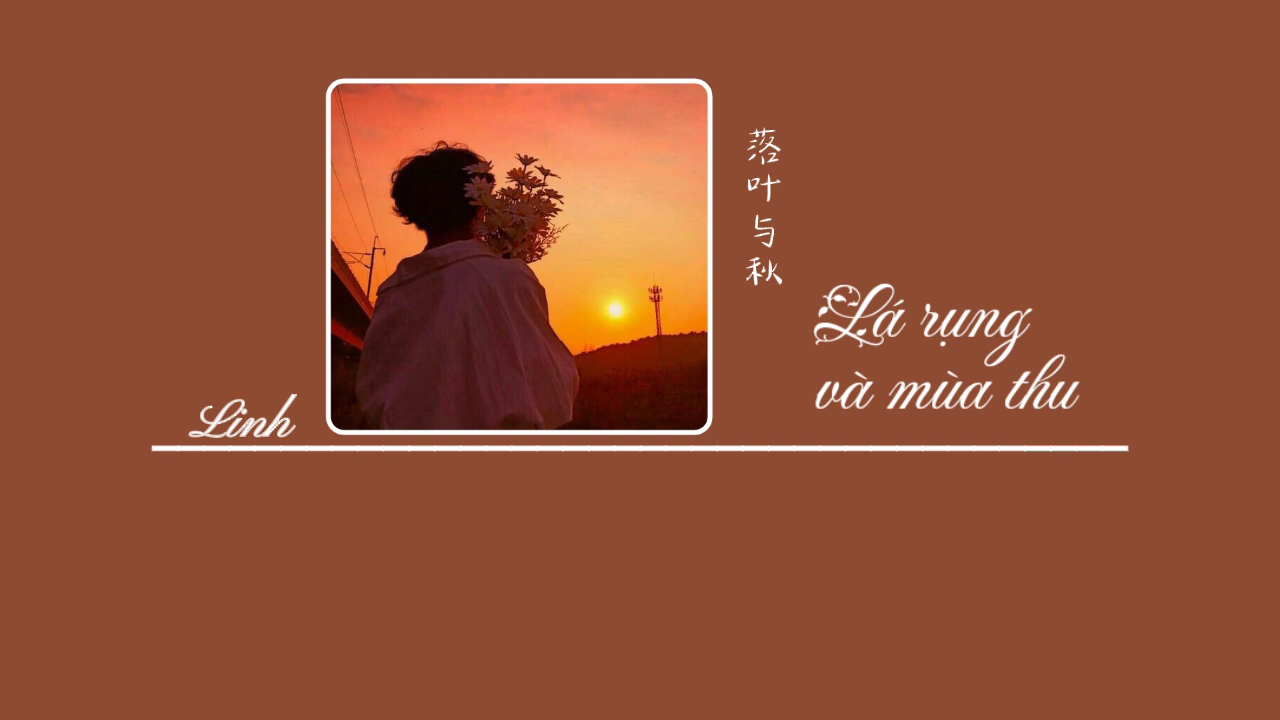 落叶与秋
Lá rụng
và mùa thu
Linh